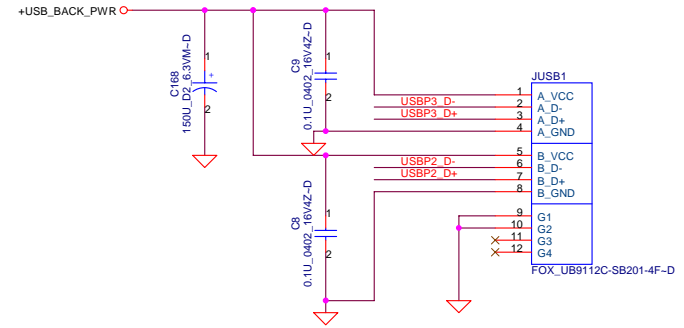 +USB_BACK_PWR
1
C168
150U_D2_6.3VM~D
+
2
1
C9
0.1U_0402_16V4Z~D
2
JUSB1
1 A_VCC
USBP3_D- 2 A_D-
USBP3_D+ 3 A_D+
4 A_GND
5 B_VCC
USBP2_D- 6 B_D-
USBP2_D+ 7 B_D+
8 B_GND
1
C8
0.1U_0402_16V4Z~D
2
9 G1
10 G2
11 G3
12 G4
FOX_UB9112C-SB201-4F~D